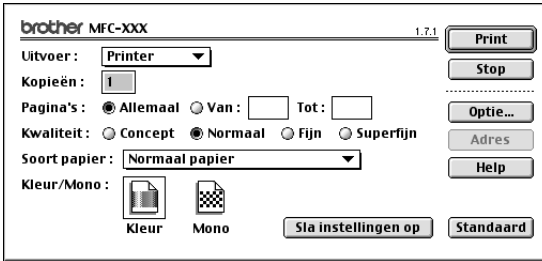 brother MFC-XXX 1.7.1
Print
Uitvoer : Printer
Stop
Kopieën : 1
Pagina's : Allemaal Van : Tot :
Optie...
Kwaliteit : Concept Normaal Fijn Superfijn
Adres
Soort papier : Normaal papier
Help
Kleur/Mono :
Kleur Mono
Sla instellingen op Standaard